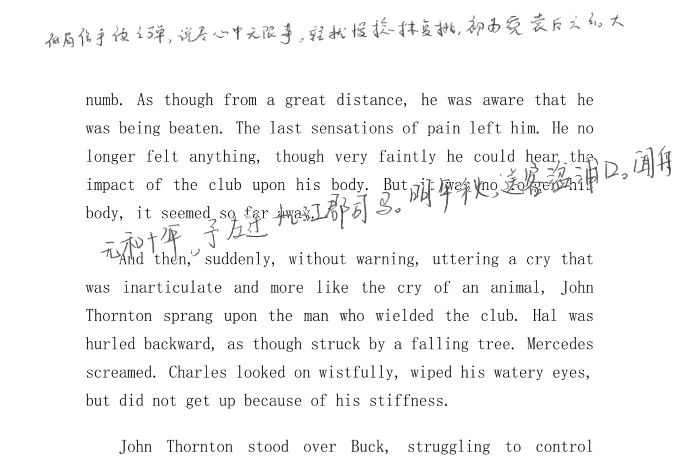 低眉信手续续弹,说尽心中无限事。轻拢慢捻抹复挑,初为霓裳后六幺。大
numb. As though from a great distance, he was aware that he
was being beaten. The last sensations of pain left him. He no
longer felt anything, though very faintly he could hear the
impact of the club upon his body. But it was no longer his
body, it seemed so far away.
元和十年,予左迁九江郡司马。明年秋,送客湓浦口。闻舟
And then, suddenly, without warning, uttering a cry that
was inarticulate and more like the cry of an animal, John
Thornton sprang upon the man who wielded the club. Hal was
hurled backward, as though struck by a falling tree. Mercedes
screamed. Charles looked on wistfully, wiped his watery eyes,
but did not get up because of his stiffness.
John Thornton stood over Buck, struggling to control